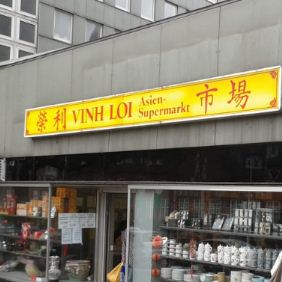 榮利 VINH LOI Asien-
Supermarkt 市場